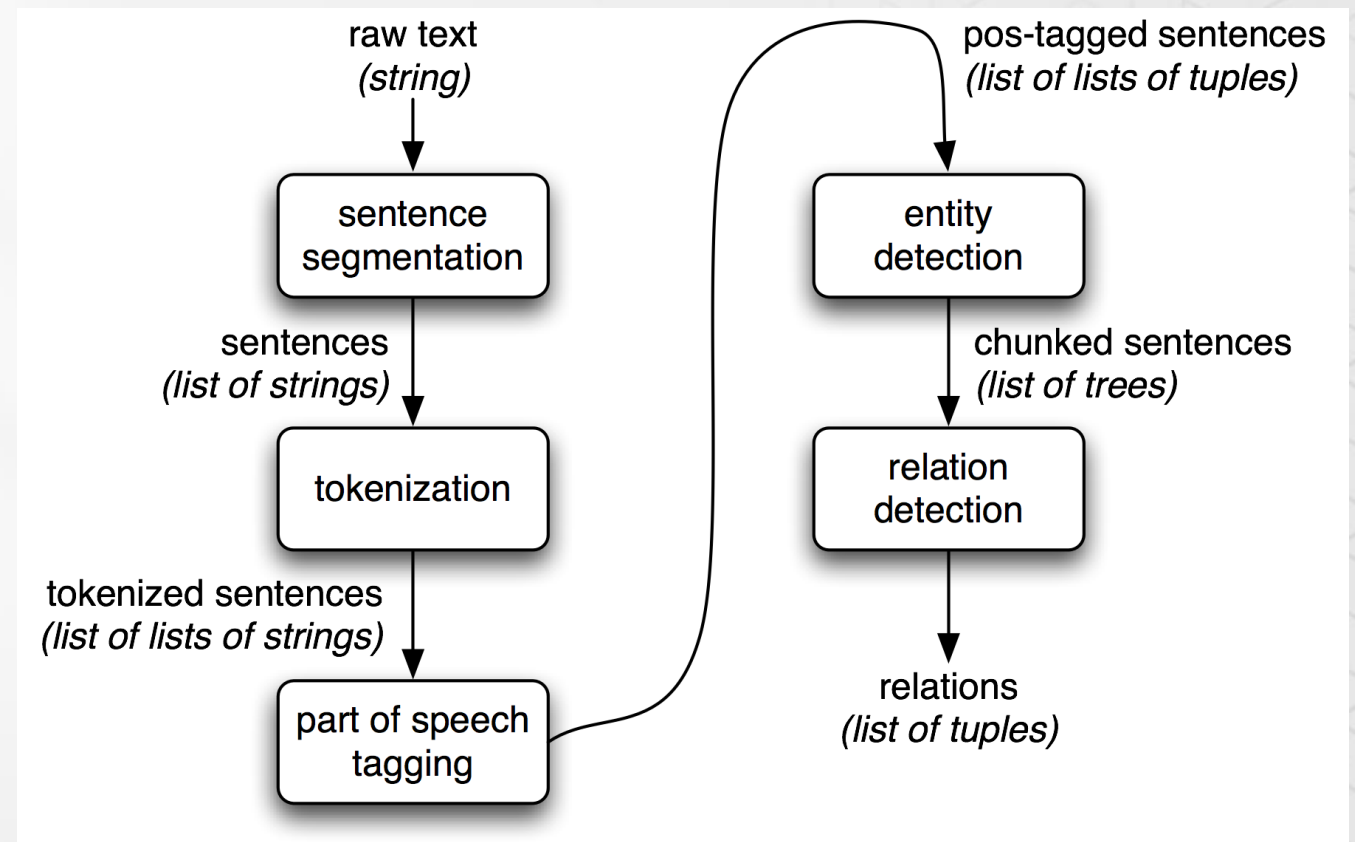 raw text
(string)
sentence
segmentation
sentences
(list of strings)
tokenization
tokenized sentences
(list of lists of strings)
part of speech
tagging
pos-tagged sentences
(list of lists of tuples)
entity
detection
chunked sentences
(list of trees)
relation
detection
relations
(list of tuples)